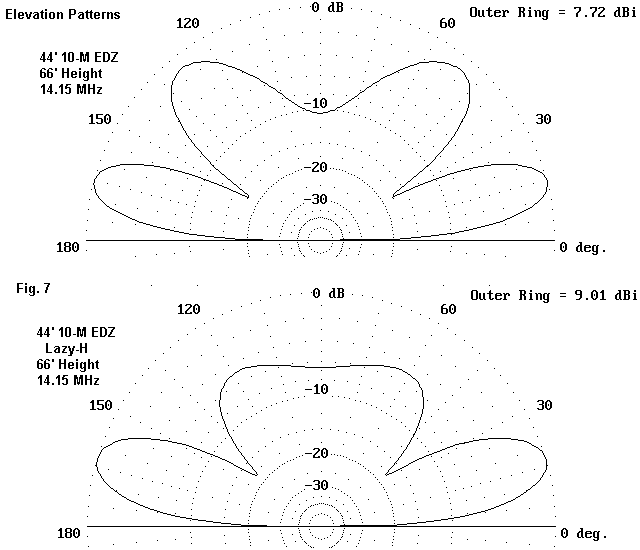 Elevation Patterns
0 dB
Outer Ring = 7.72 dBi
120
60
44' 10-M EDZ
66' Height
14.15 MHz
-10
150
30
-20
-30
180
0 deg.
Fig. 7
0 dB
Outer Ring = 9.01 dBi
120
60
44' 10-M EDZ
Lazy-H
66' Height
14.15 MHz
-10
150
30
-20
-30
180
0 deg.